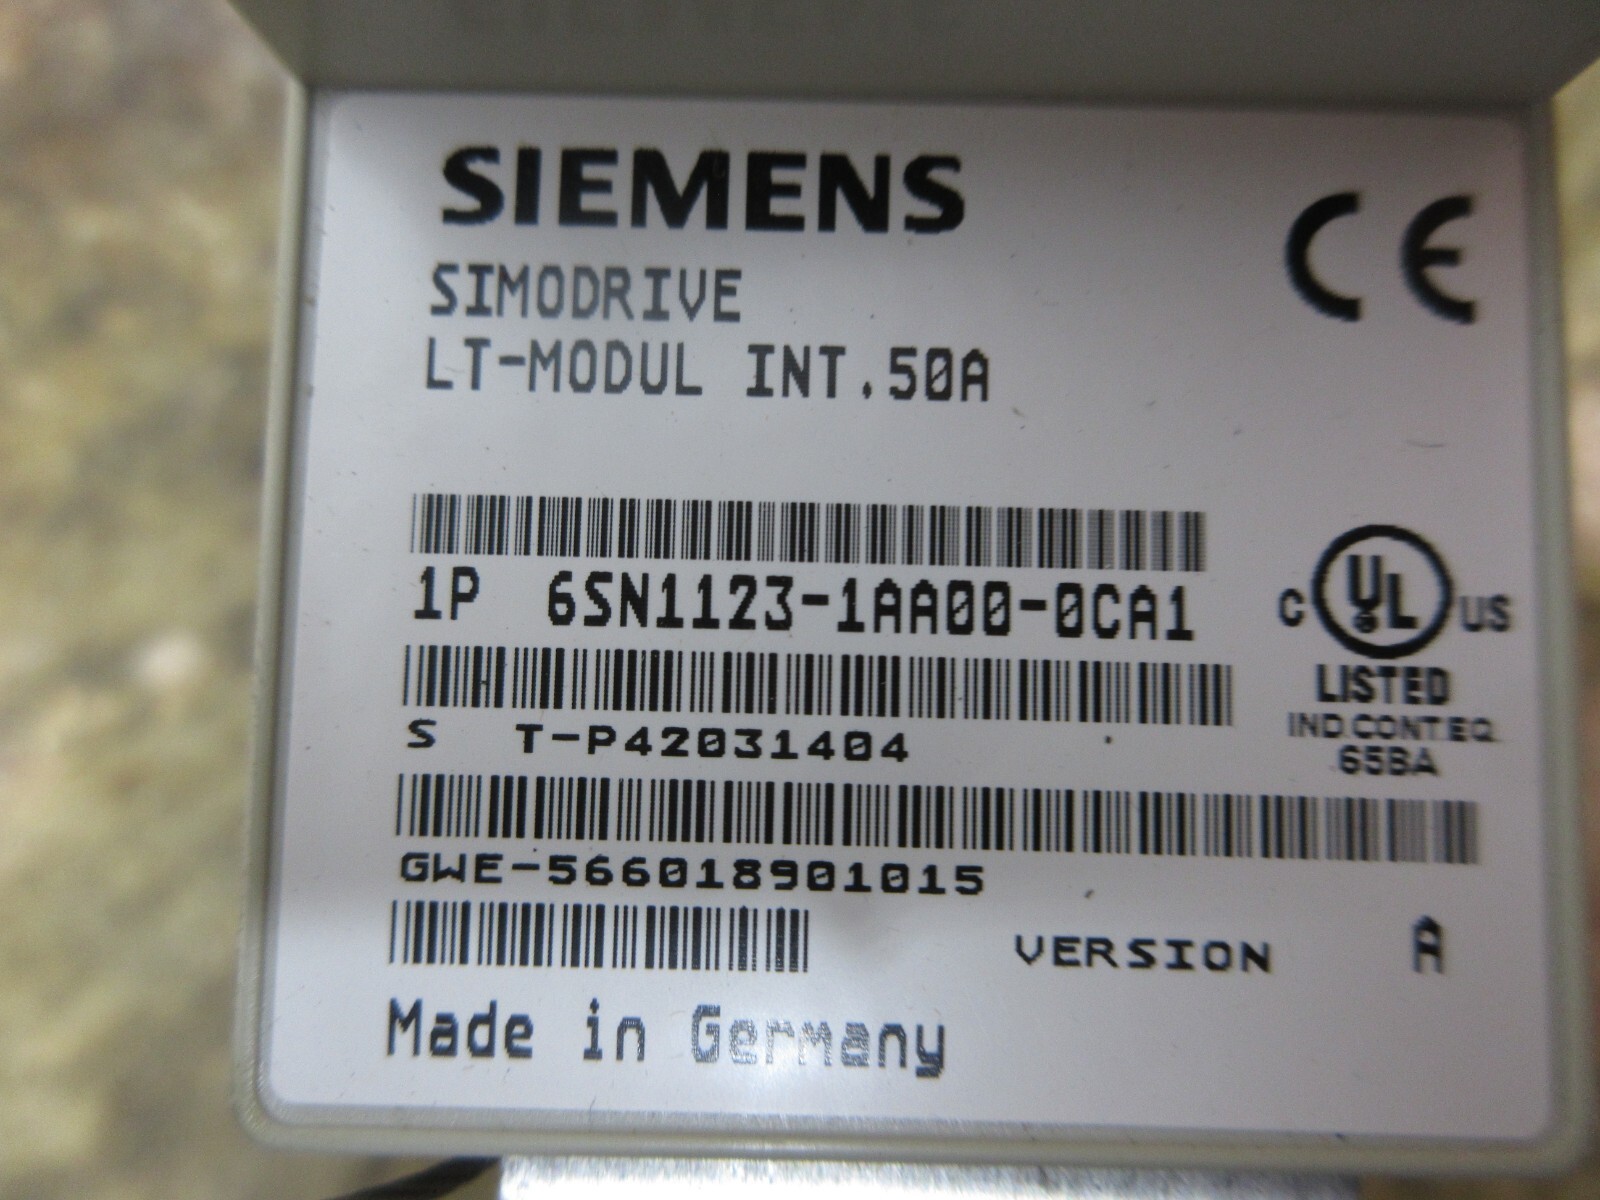 SIEMENS
CE
SIMODRIVE
LT-MODUL INT.50A
1P 6SN1123-1AA00-0CA1
C UL US
LISTED
IND.CONT.EQ.
65BA
S T-P42031404
GWE-566018901015
VERSION A
Made in Germany